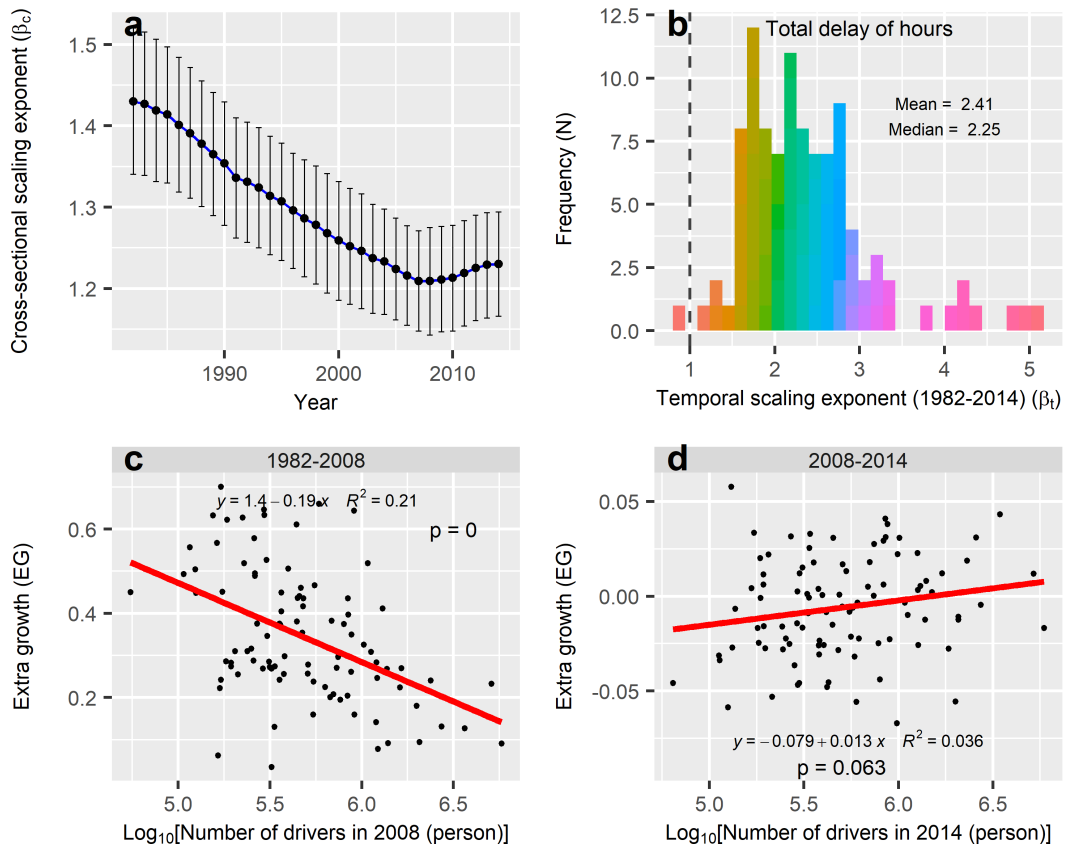 a
Cross-sectional scaling exponent (βc)
1.5
1.4
1.3
1.2
1990
2000
2010
Year
b
Total delay of hours
Mean = 2.41
Median = 2.25
Frequency (N)
12.5
10.0
7.5
5.0
2.5
0.0
1
2
3
4
5
Temporal scaling exponent (1982-2014) (βt)
c
1982-2008
y = 1.4 − 0.19 x R² = 0.21
p = 0
Extra growth (EG)
0.6
0.4
0.2
5.0
5.5
6.0
6.5
Log₁₀[Number of drivers in 2008 (person)]
d
2008-2014
Extra growth (EG)
0.05
0.00
-0.05
y = −0.079 + 0.013 x R² = 0.036
p = 0.063
5.0
5.5
6.0
6.5
Log₁₀[Number of drivers in 2014 (person)]